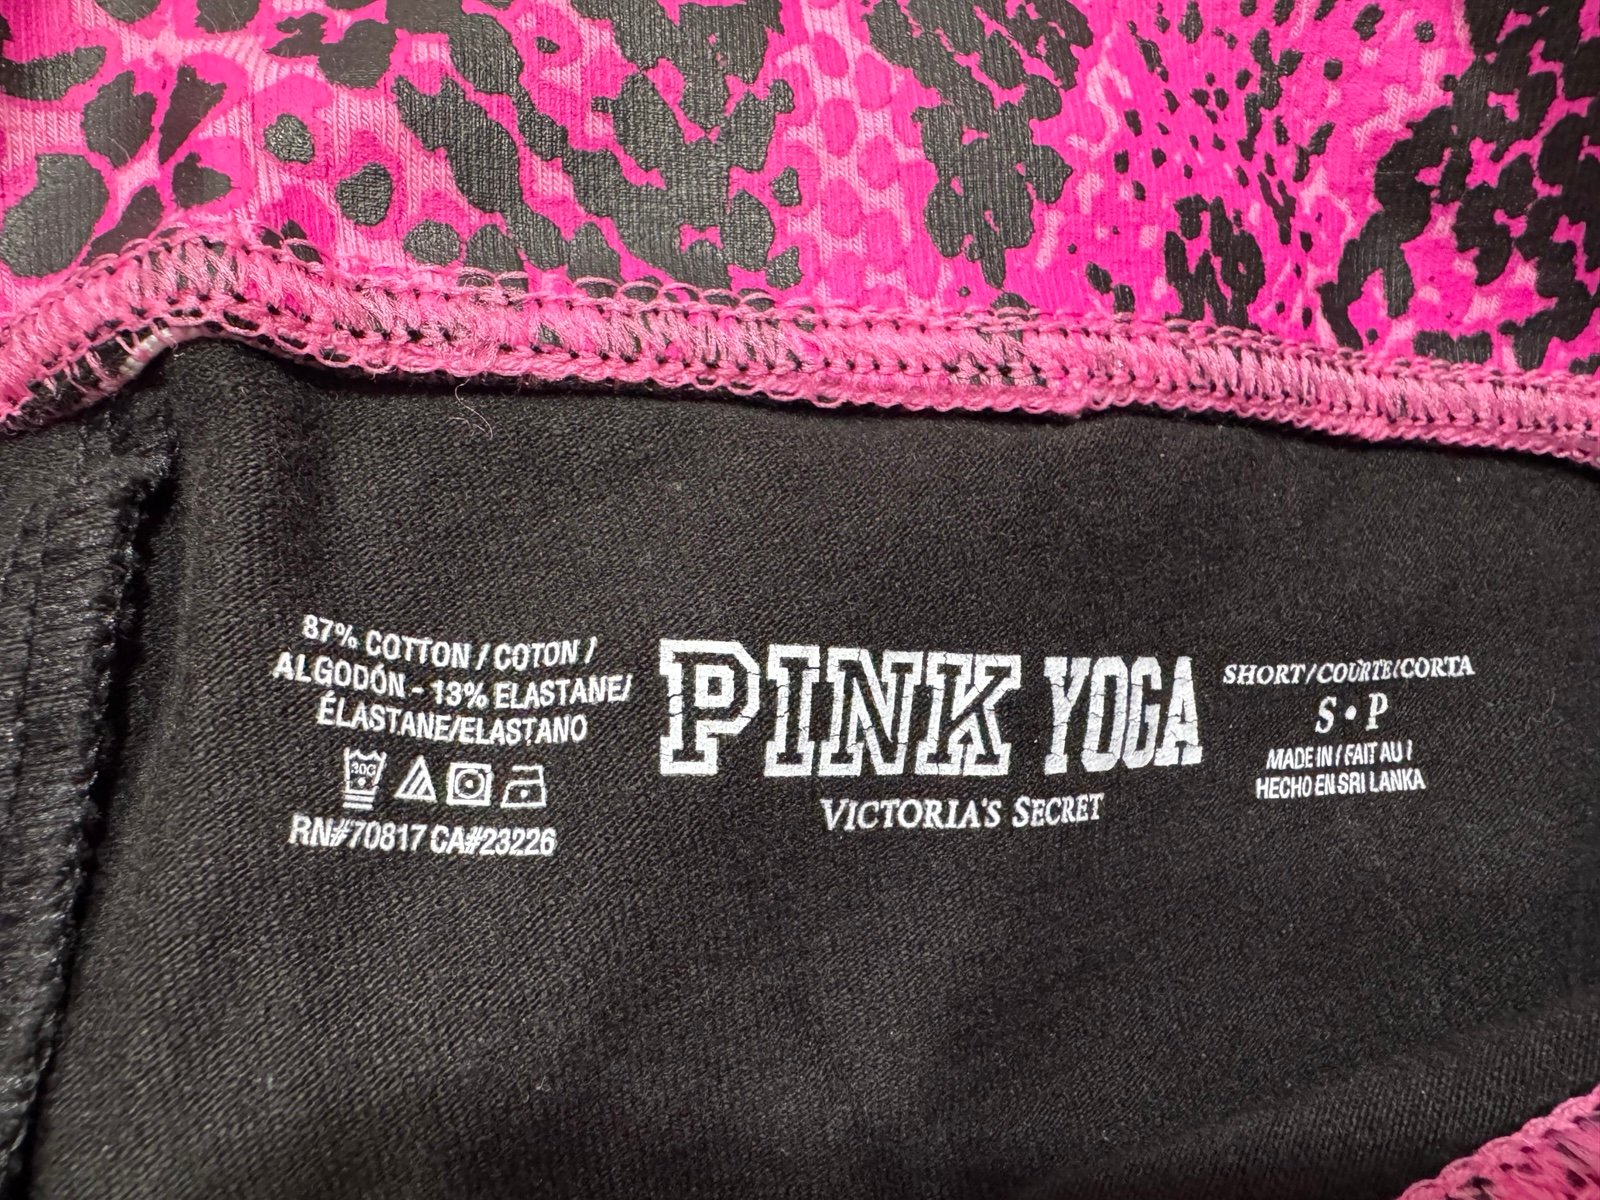 87% COTTON / COTON /
ALGODÓN - 13% ELASTANE/
ÉLASTANE/ELASTANO
30C
RN#70817 CA#23226
PINK YOGA
VICTORIA'S SECRET
SHORT/COURTE/CORTA
S • P
MADE IN / FAIT AU /
HECHO EN SRI LANKA